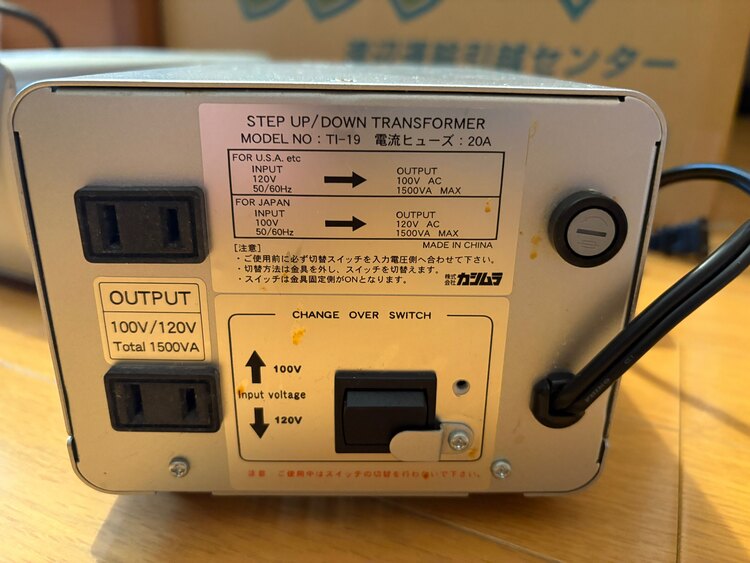 引越センター
STEP UP/DOWN TRANSFORMER
MODEL NO : TI-19 電流ヒューズ : 20A
FOR U.S.A. etc
INPUT OUTPUT
120V 100V AC
50/60Hz 1500VA MAX
FOR JAPAN
INPUT OUTPUT
100V 120V AC
50/60Hz 1500VA MAX
MADE IN CHINA
[注意]
・ご使用前に必ず切替スイッチを入力電圧側へ合わせて下さい。
・切替方法は金具を外し、スイッチを切替えます。
・スイッチは金具固定側がONとなります。
株式会社 カシムラ
OUTPUT
100V/120V
Total 1500VA
CHANGE OVER SWITCH
100V
Input voltage
120V
注意 ご使用中はスイッチの切替を行わないで下さい。